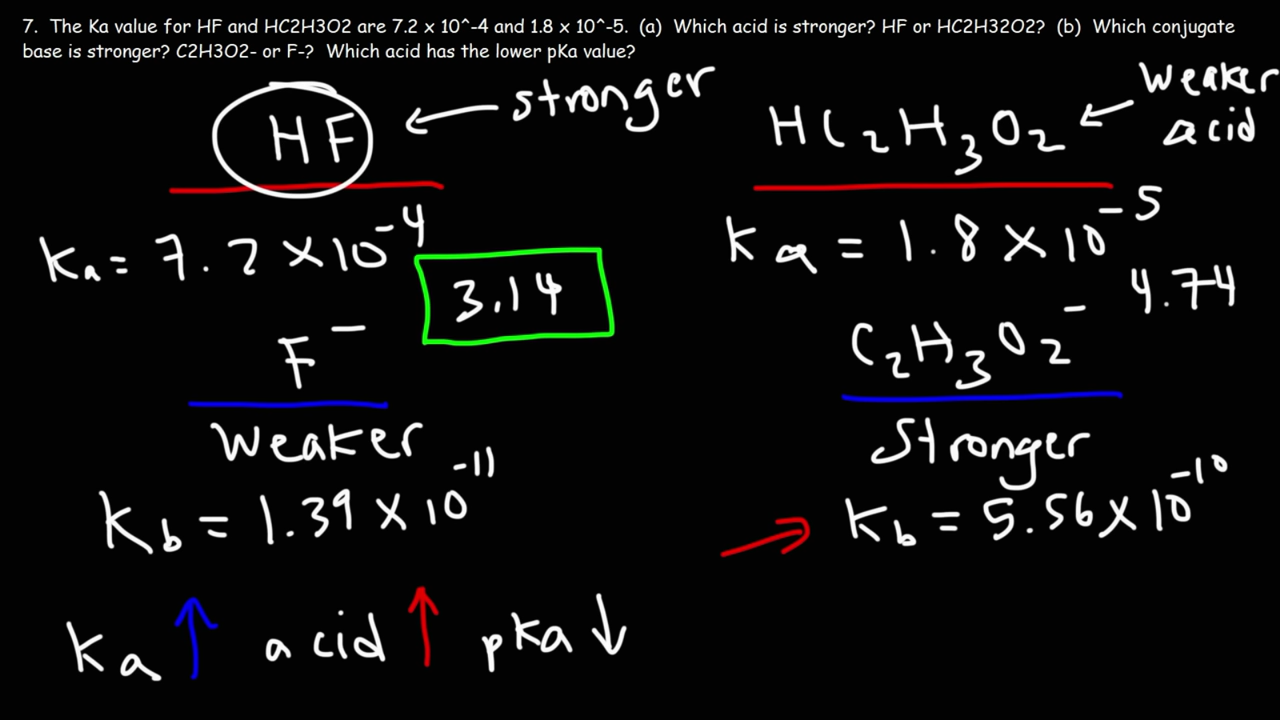 7. The Ka value for HF and HC2H3O2 are 7.2 x 10^-4 and 1.8 x 10^-5. (a) Which acid is stronger? HF or HC2H32O2? (b) Which conjugate
base is stronger? C2H3O2- or F-? Which acid has the lower pKa value?
HF ← stronger
HC₂H₃O₂ ← weaker acid
Ka = 7.2 × 10⁻⁴
3.14
Ka = 1.8 × 10⁻⁵
4.74
F⁻
C₂H₃O₂⁻
Weaker
Stronger
Kb = 1.39 × 10⁻¹¹
→ Kb = 5.56 × 10⁻¹⁰
Ka ↑ acid ↑ pKa ↓